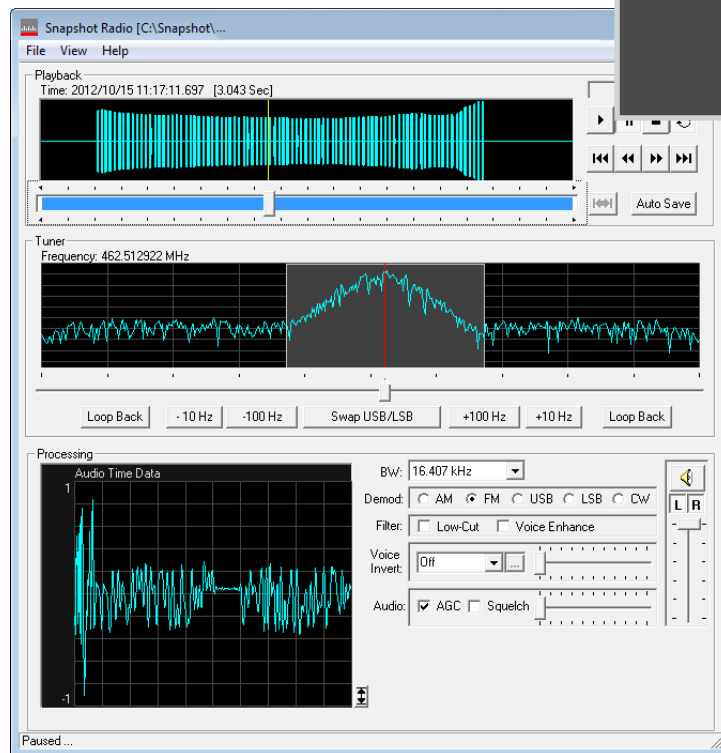 Snapshot Radio [C:\Snapshot\...
File View Help
Playback
Time: 2012/10/15 11:17:11.697 [3.043 Sec]
Auto Save
Tuner
Frequency: 462.512922 MHz
Loop Back - 10 Hz -100 Hz Swap USB/LSB +100 Hz +10 Hz Loop Back
Processing
Audio Time Data
1
-1
BW: 16.407 kHz
Demod: AM FM USB LSB CW
Filter: Low-Cut Voice Enhance
Voice
Invert: Off ...
Audio: AGC Squelch
L R
Paused ...